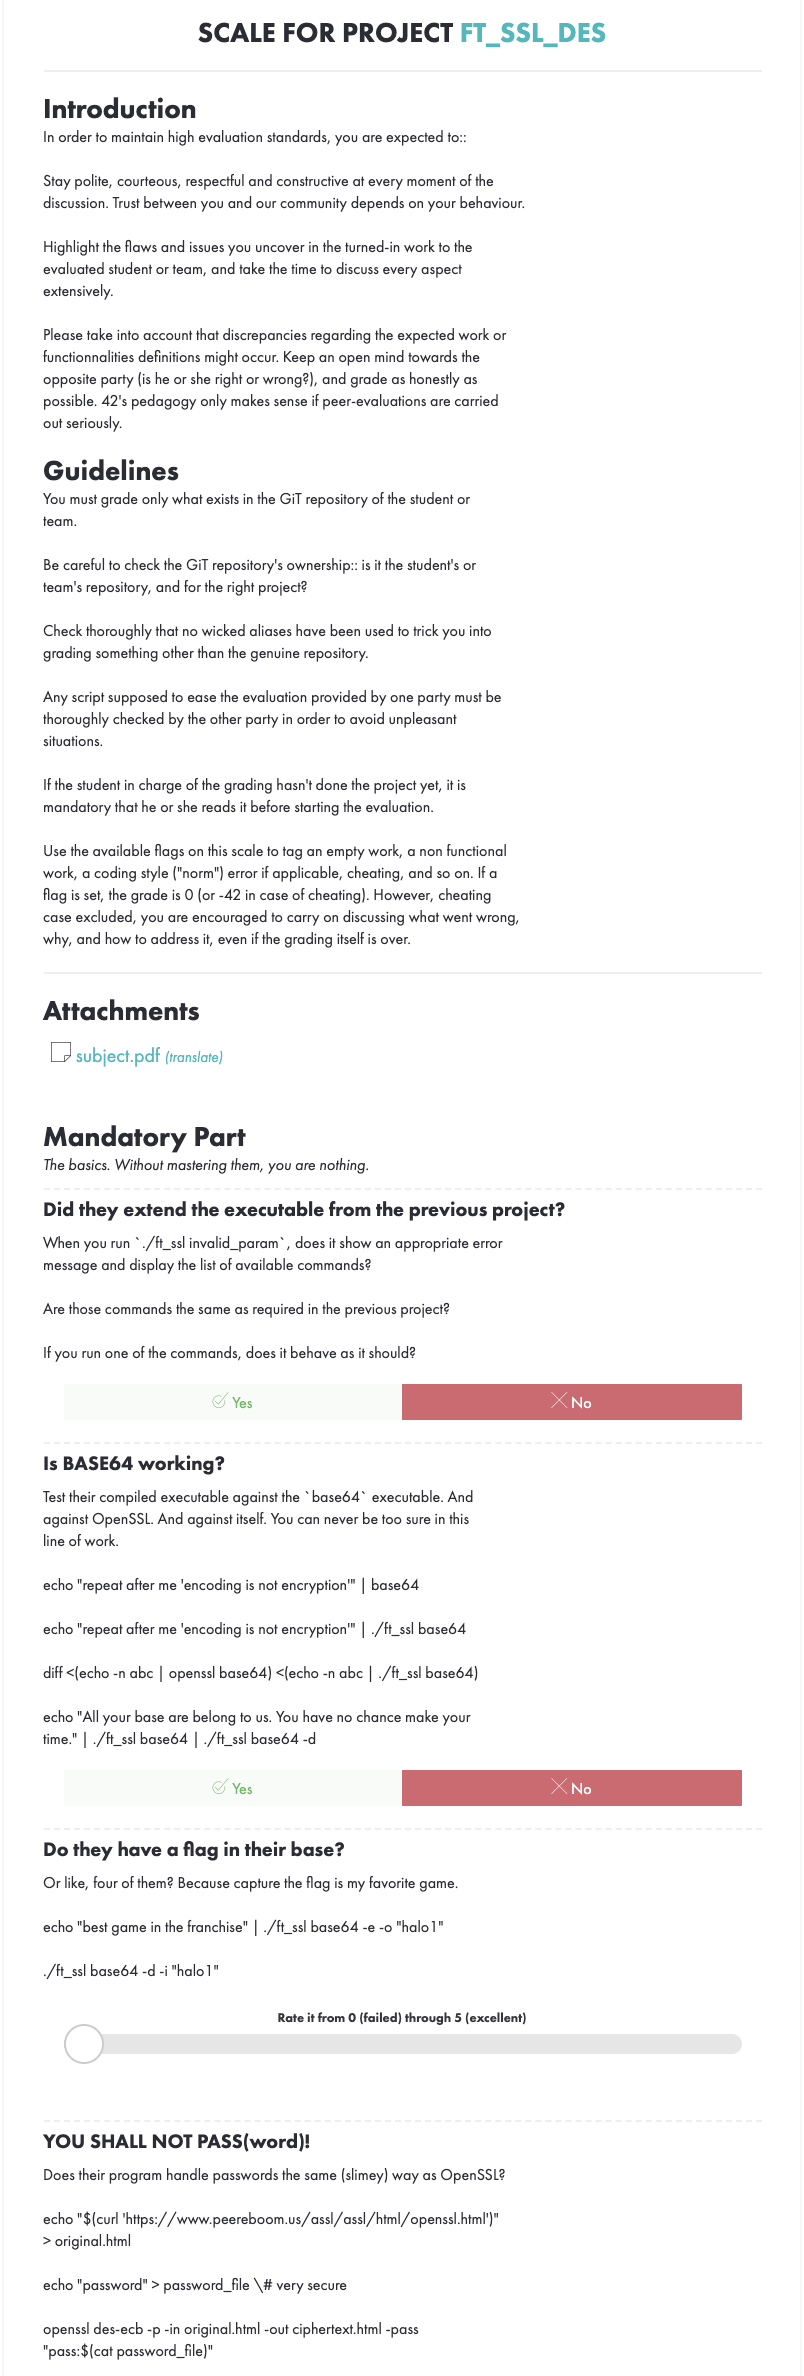 SCALE FOR PROJECT FT_SSL_DES
Introduction
In order to maintain high evaluation standards, you are expected to::
Stay polite, courteous, respectful and constructive at every moment of the
discussion. Trust between you and our community depends on your behaviour.
Highlight the flaws and issues you uncover in the turned-in work to the
evaluated student or team, and take the time to discuss every aspect
extensively.
Please take into account that discrepancies regarding the expected work or
functionnalities definitions might occur. Keep an open mind towards the
opposite party (is he or she right or wrong?), and grade as honestly as
possible. 42's pedagogy only makes sense if peer-evaluations are carried
out seriously.
Guidelines
You must grade only what exists in the GiT repository of the student or
team.
Be careful to check the GiT repository's ownership:: is it the student's or
team's repository, and for the right project?
Check thoroughly that no wicked aliases have been used to trick you into
grading something other than the genuine repository.
Any script supposed to ease the evaluation provided by one party must be
thoroughly checked by the other party in order to avoid unpleasant
situations.
If the student in charge of the grading hasn't done the project yet, it is
mandatory that he or she reads it before starting the evaluation.
Use the available flags on this scale to tag an empty work, a non functional
work, a coding style ("norm") error if applicable, cheating, and so on. If a
flag is set, the grade is 0 (or -42 in case of cheating). However, cheating
case excluded, you are encouraged to carry on discussing what went wrong,
why, and how to address it, even if the grading itself is over.
Attachments
subject.pdf (translate)
Mandatory Part
The basics. Without mastering them, you are nothing.
Did they extend the executable from the previous project?
When you run `./ft_ssl invalid_param`, does it show an appropriate error
message and display the list of available commands?
Are those commands the same as required in the previous project?
If you run one of the commands, does it behave as it should?
Yes No
Is BASE64 working?
Test their compiled executable against the `base64` executable. And
against OpenSSL. And against itself. You can never be too sure in this
line of work.
echo "repeat after me 'encoding is not encryption'" | base64
echo "repeat after me 'encoding is not encryption'" | ./ft_ssl base64
diff <(echo -n abc | openssl base64) <(echo -n abc | ./ft_ssl base64)
echo "All your base are belong to us. You have no chance make your
time." | ./ft_ssl base64 | ./ft_ssl base64 -d
Yes No
Do they have a flag in their base?
Or like, four of them? Because capture the flag is my favorite game.
echo "best game in the franchise" | ./ft_ssl base64 -e -o "halo1"
./ft_ssl base64 -d -i "halo1"
Rate it from 0 (failed) through 5 (excellent)
YOU SHALL NOT PASS(word)!
Does their program handle passwords the same (slimey) way as OpenSSL?
echo "$(curl 'https://www.peereboom.us/assl/assl/html/openssl.html')"
> original.html
echo "password" > password_file \# very secure
openssl des-ecb -p -in original.html -out ciphertext.html -pass
"pass:$(cat password_file)"